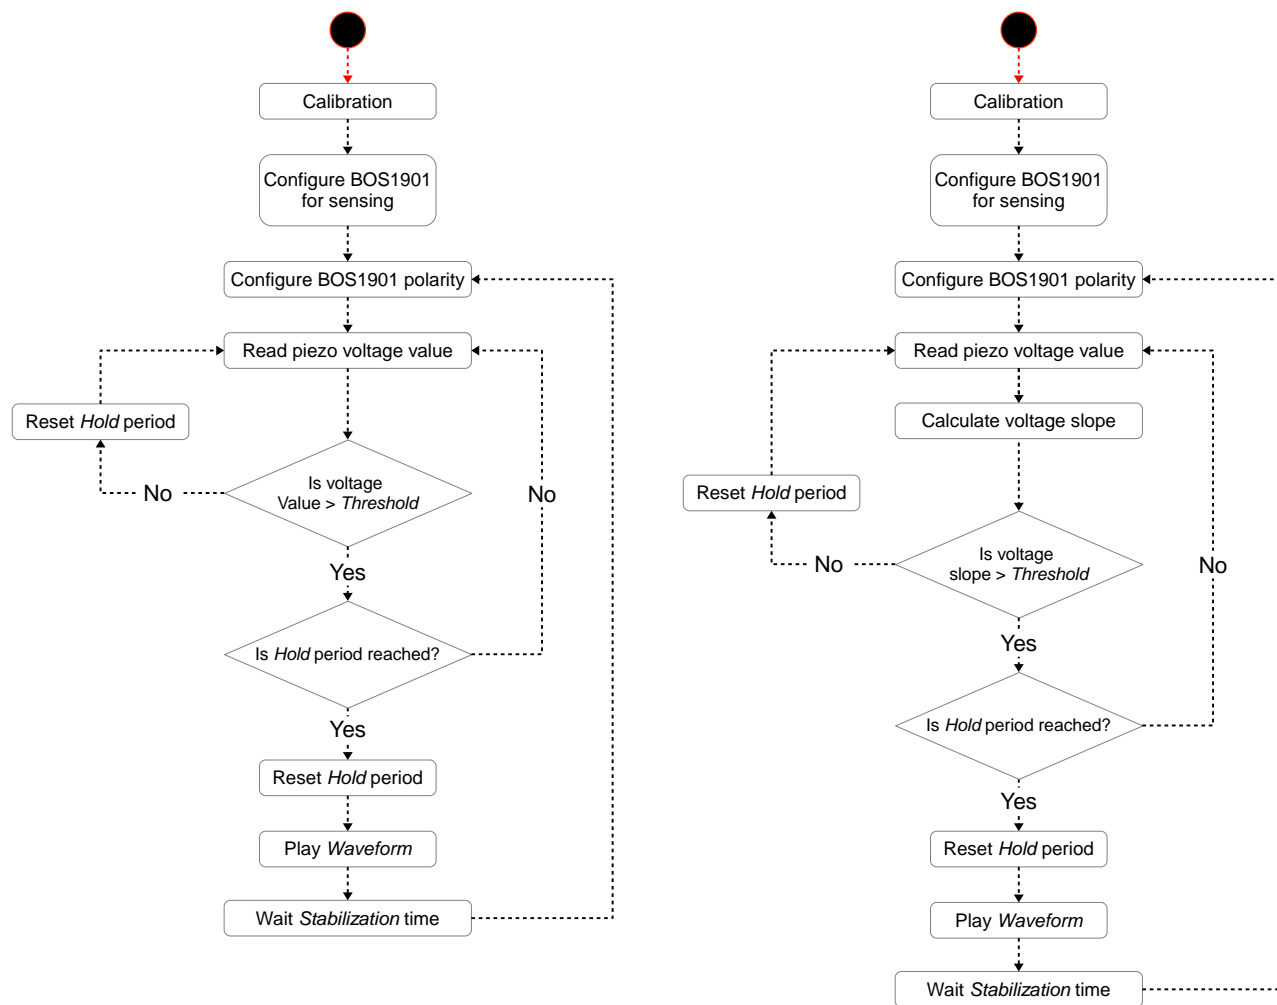 Calibration
Configure BOS1901
for sensing
Configure BOS1901 polarity
Read piezo voltage value
Reset Hold period
Is voltage
Value > Threshold
No
No
Yes
Is Hold period reached?
Yes
Reset Hold period
Play Waveform
Wait Stabilization time
Calibration
Configure BOS1901
for sensing
Configure BOS1901 polarity
Read piezo voltage value
Calculate voltage slope
Reset Hold period
Is voltage
slope > Threshold
No
No
Yes
Is Hold period reached?
Yes
Reset Hold period
Play Waveform
Wait Stabilization time